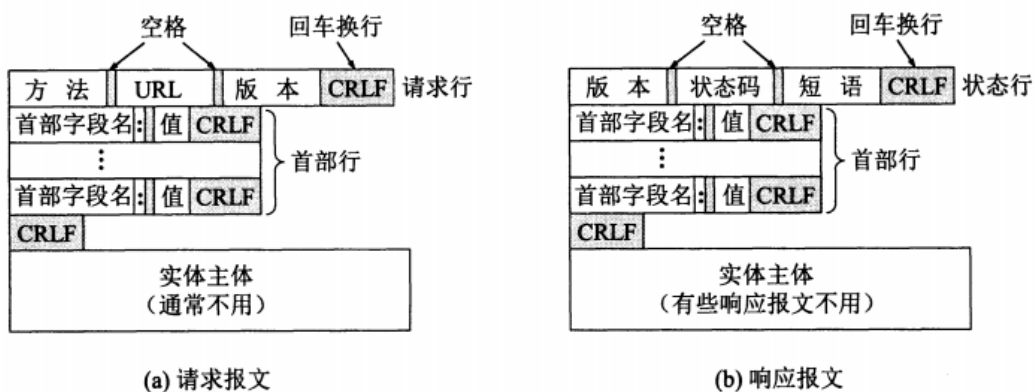 空格
回车换行
方 法 URL 版 本 CRLF 请求行
首部字段名: 值 CRLF
⋮
首部字段名: 值 CRLF
首部行
CRLF
实体主体
（通常不用）
(a) 请求报文
空格
回车换行
版 本 状态码 短 语 CRLF 状态行
首部字段名: 值 CRLF
⋮
首部字段名: 值 CRLF
首部行
CRLF
实体主体
（有些响应报文不用）
(b) 响应报文